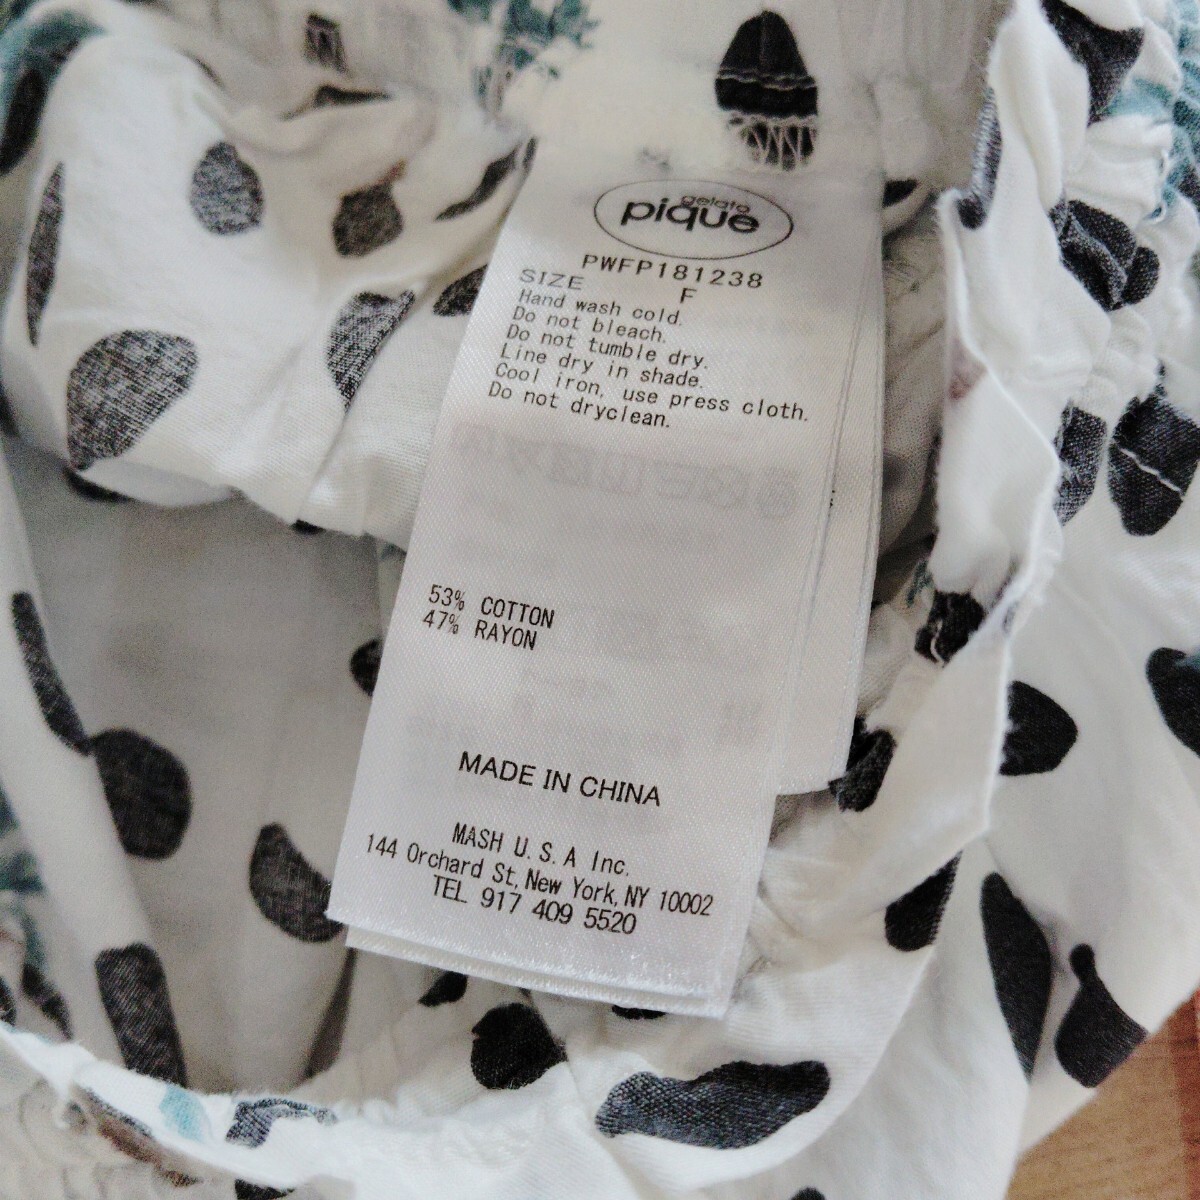 gelato
pique
PWFP181238
SIZE F
Hand wash cold.
Do not bleach.
Do not tumble dry.
Line dry in shade.
Cool iron, use press cloth.
Do not dryclean.
53% COTTON
47% RAYON
MADE IN CHINA
MASH U.S.A Inc.
144 Orchard St, New York, NY 10002
TEL 917 409 5520